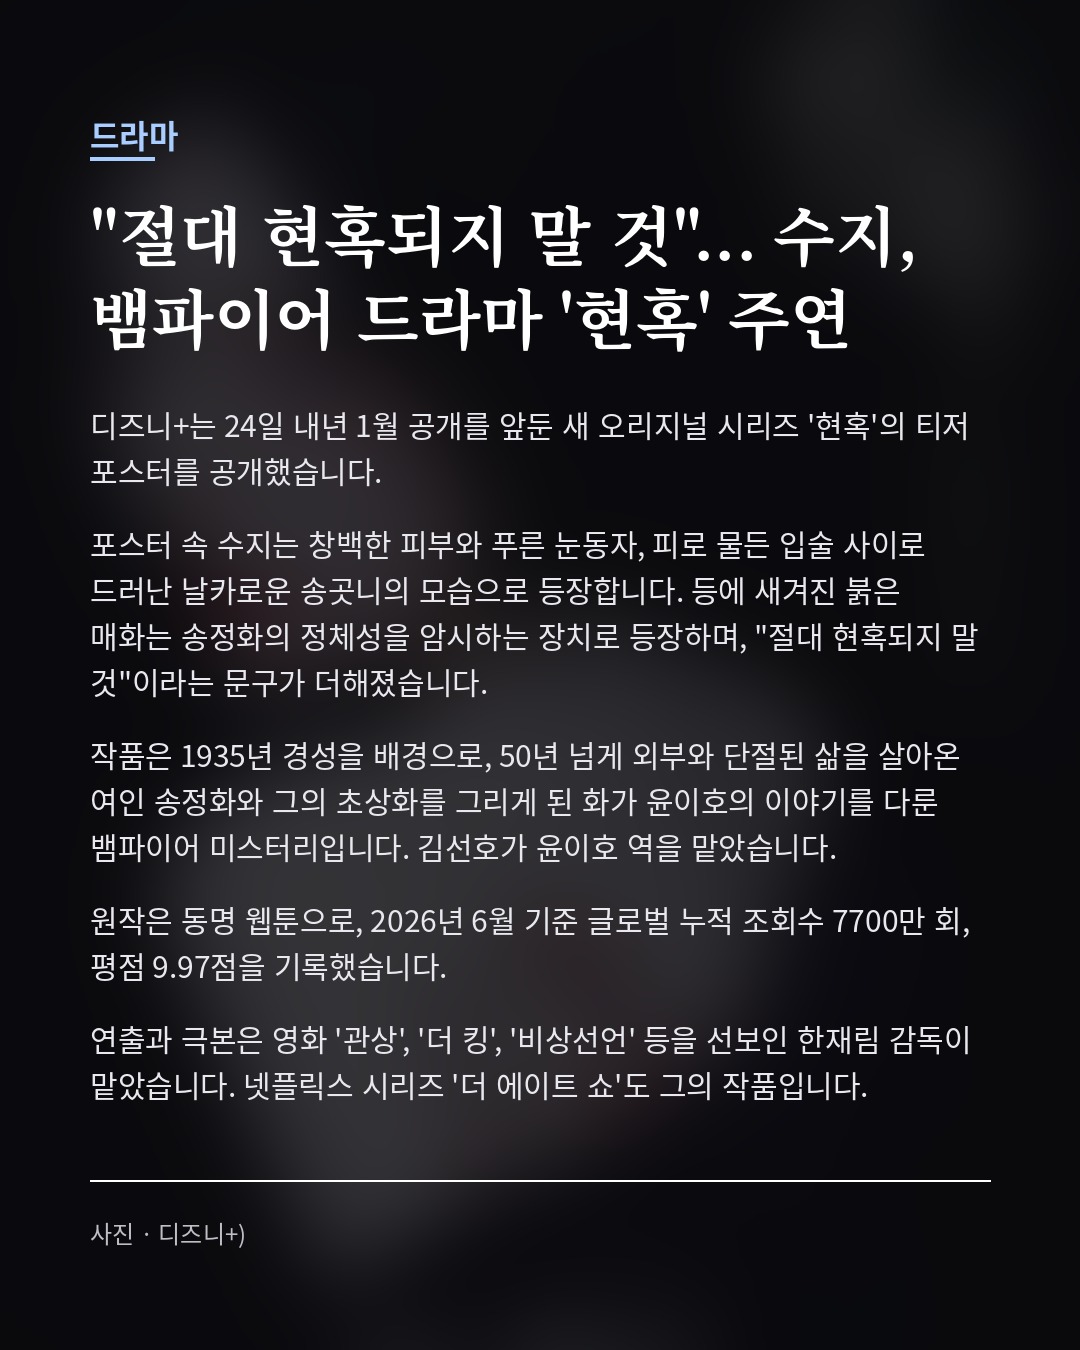 드라마
"절대 현혹되지 말 것"... 수지,
뱀파이어 드라마 '현혹' 주연
디즈니+는 24일 내년 1월 공개를 앞둔 새 오리지널 시리즈 '현혹'의 티저
포스터를 공개했습니다.
포스터 속 수지는 창백한 피부와 푸른 눈동자, 피로 물든 입술 사이로
드러난 날카로운 송곳니의 모습으로 등장합니다. 등에 새겨진 붉은
매화는 송정화의 정체성을 암시하는 장치로 등장하며, "절대 현혹되지 말
것"이라는 문구가 더해졌습니다.
작품은 1935년 경성을 배경으로, 50년 넘게 외부와 단절된 삶을 살아온
여인 송정화와 그의 초상화를 그리게 된 화가 윤이호의 이야기를 다룬
뱀파이어 미스터리입니다. 김선호가 윤이호 역을 맡았습니다.
원작은 동명 웹툰으로, 2026년 6월 기준 글로벌 누적 조회수 7700만 회,
평점 9.97점을 기록했습니다.
연출과 극본은 영화 '관상', '더 킹', '비상선언' 등을 선보인 한재림 감독이
맡았습니다. 넷플릭스 시리즈 '더 에이트 쇼'도 그의 작품입니다.
사진 · 디즈니+)